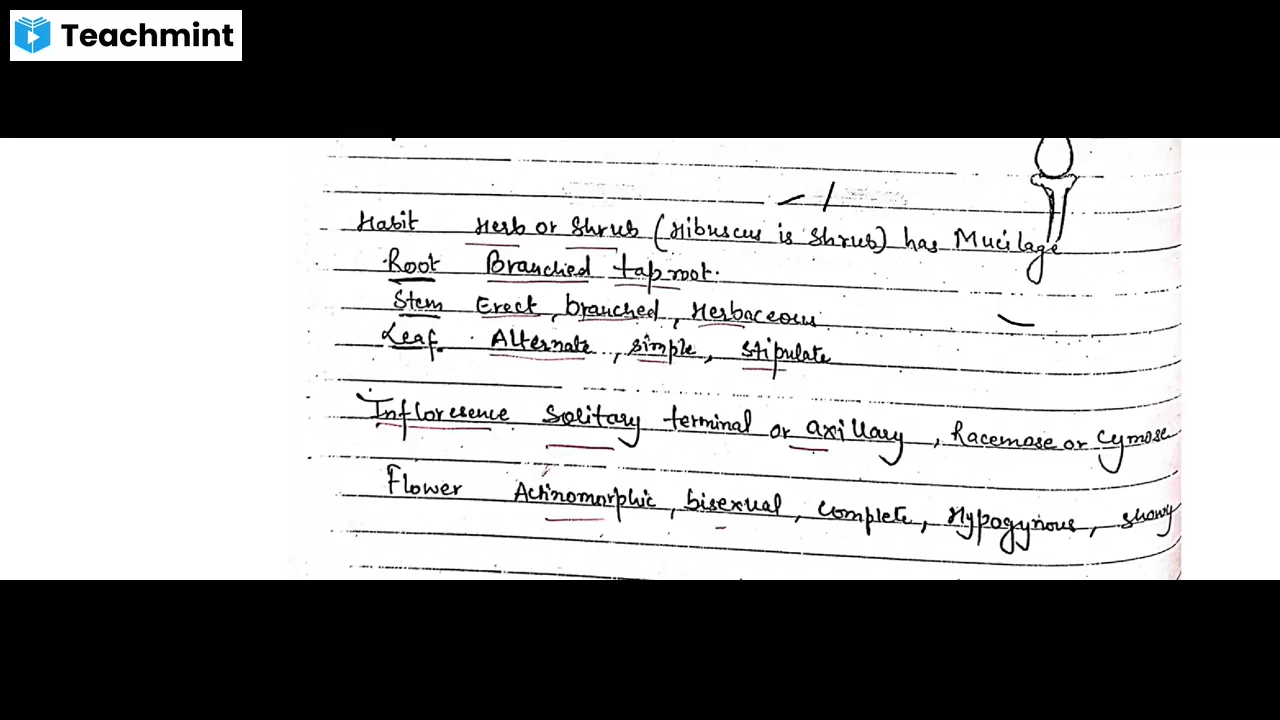 Teachmint
Habit Herb or Shrub (Hibuscus is Shrub) has Mucilage
Root Branched taproot.
Stem Erect, branched, Herbaceous
Leaf Alternate, simple, stipulate
Infloresence Solitary terminal or axillary, Racemose or Cymose
Flower Actinomorphic, bisexual, complete, Hypogynous, showy